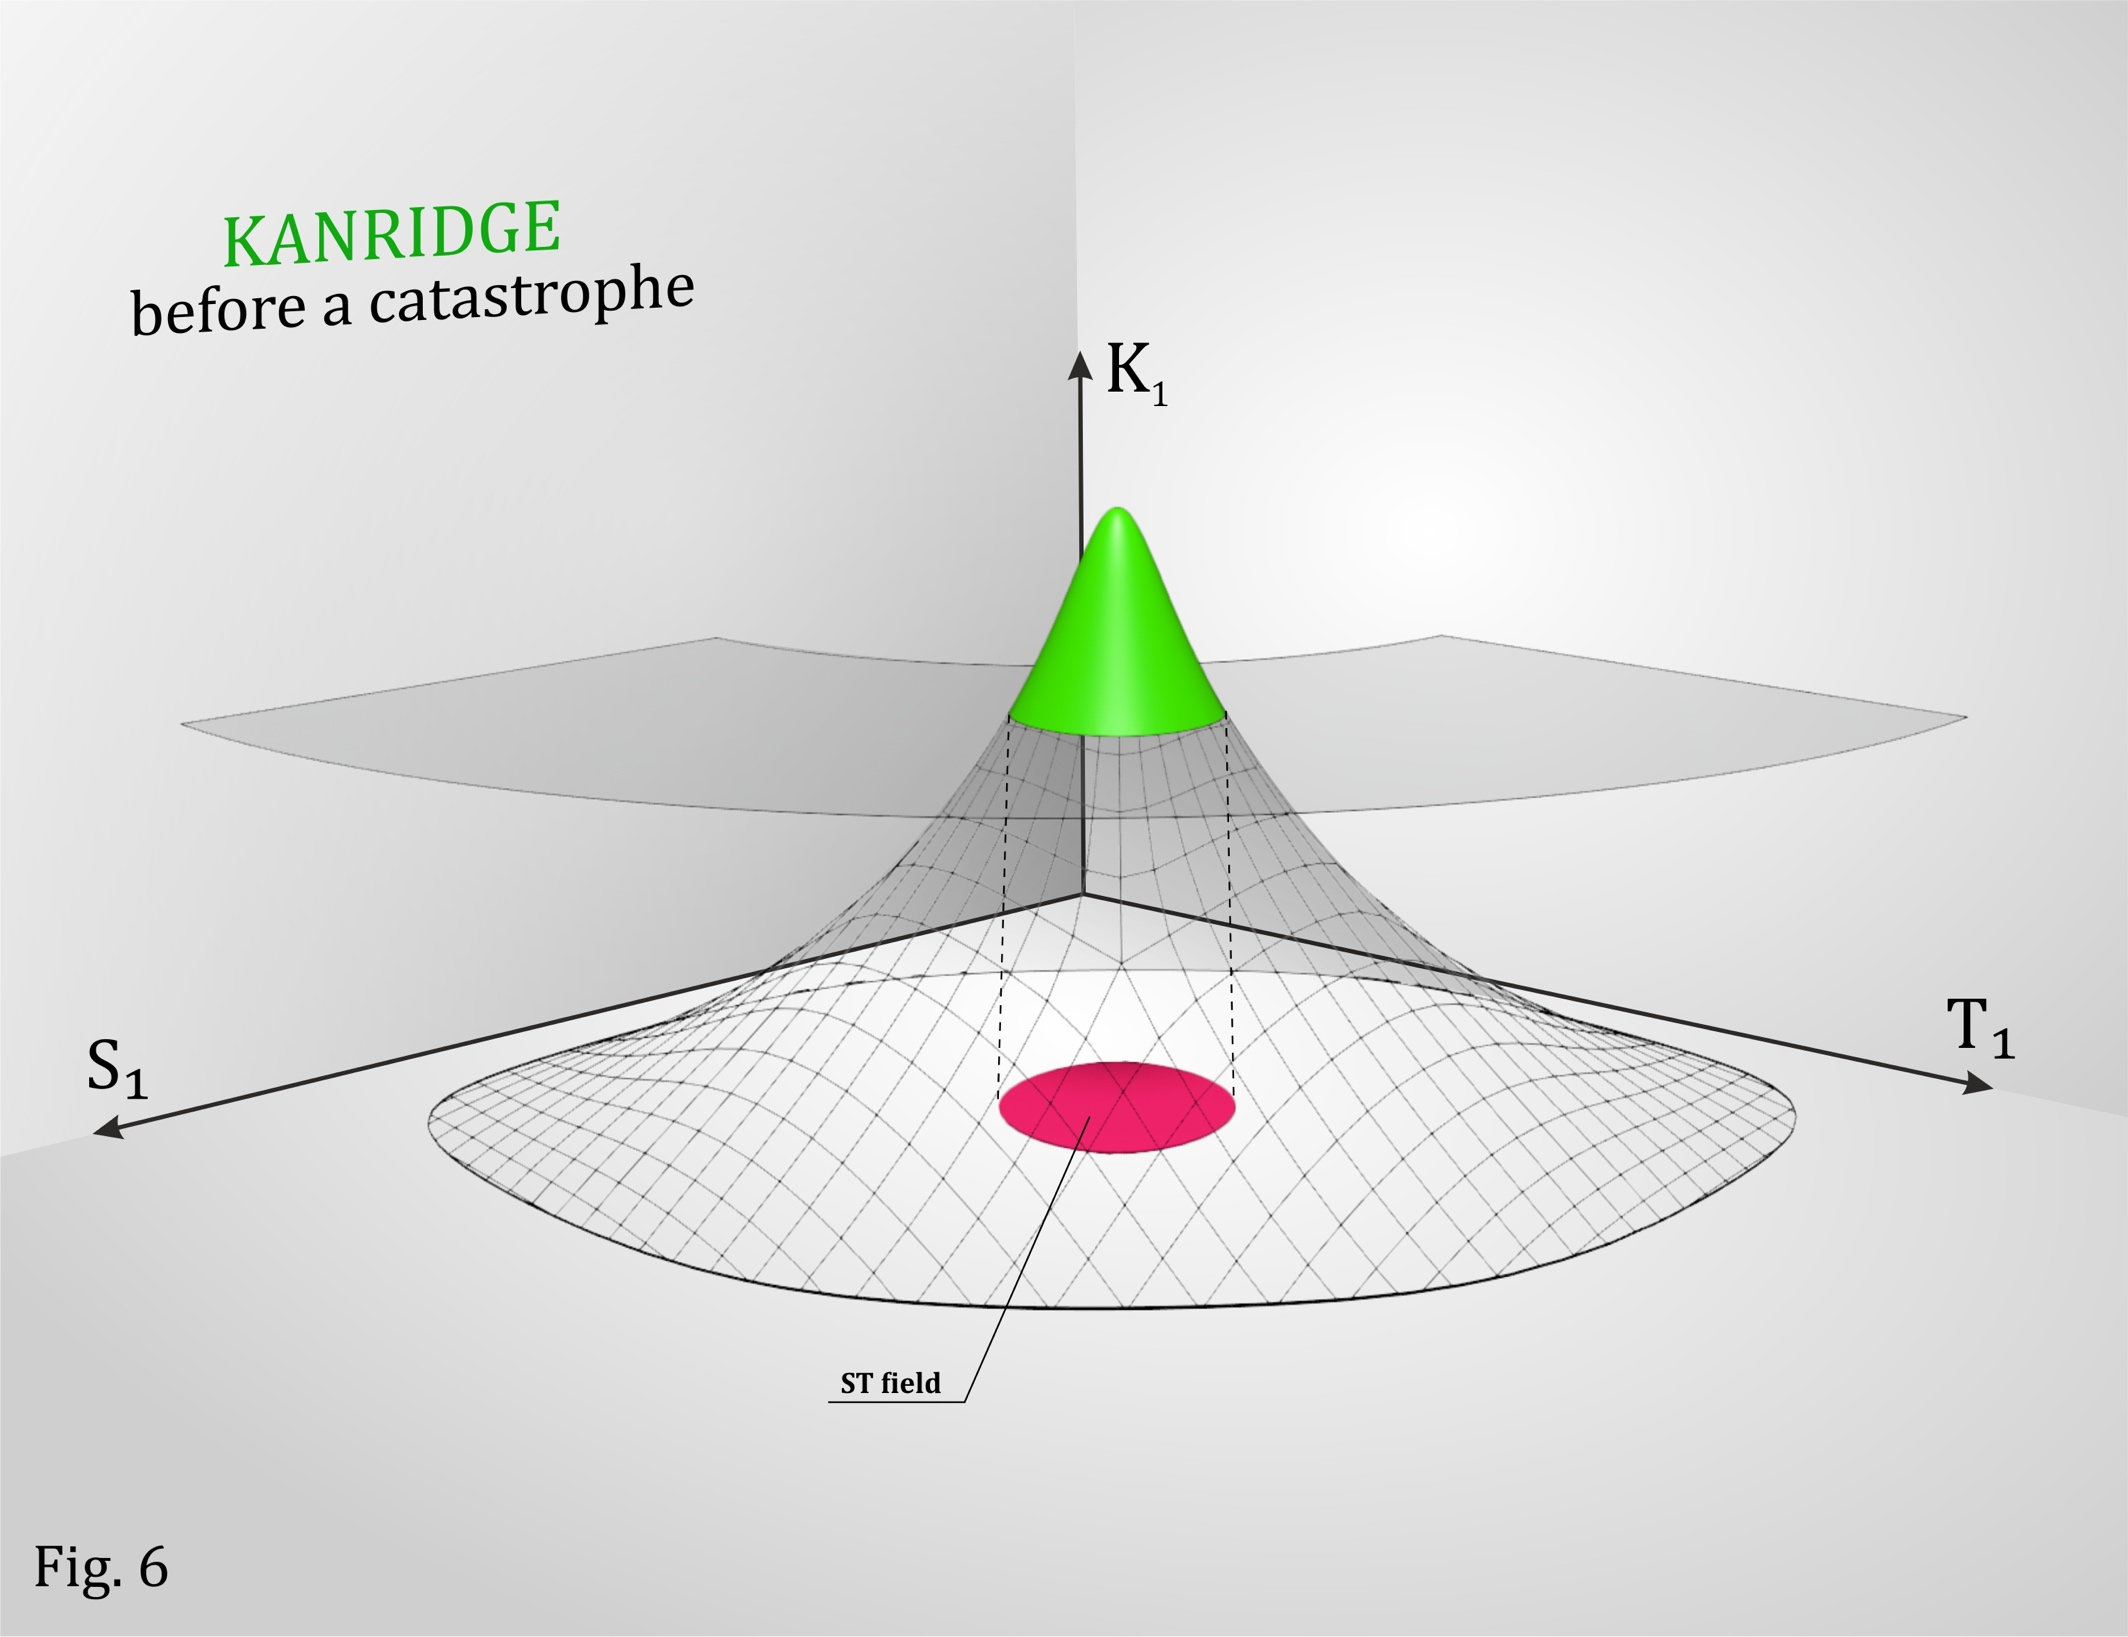 KANRIDGE
before a catastrophe
K₁
S₁
T₁
ST field
Fig. 6